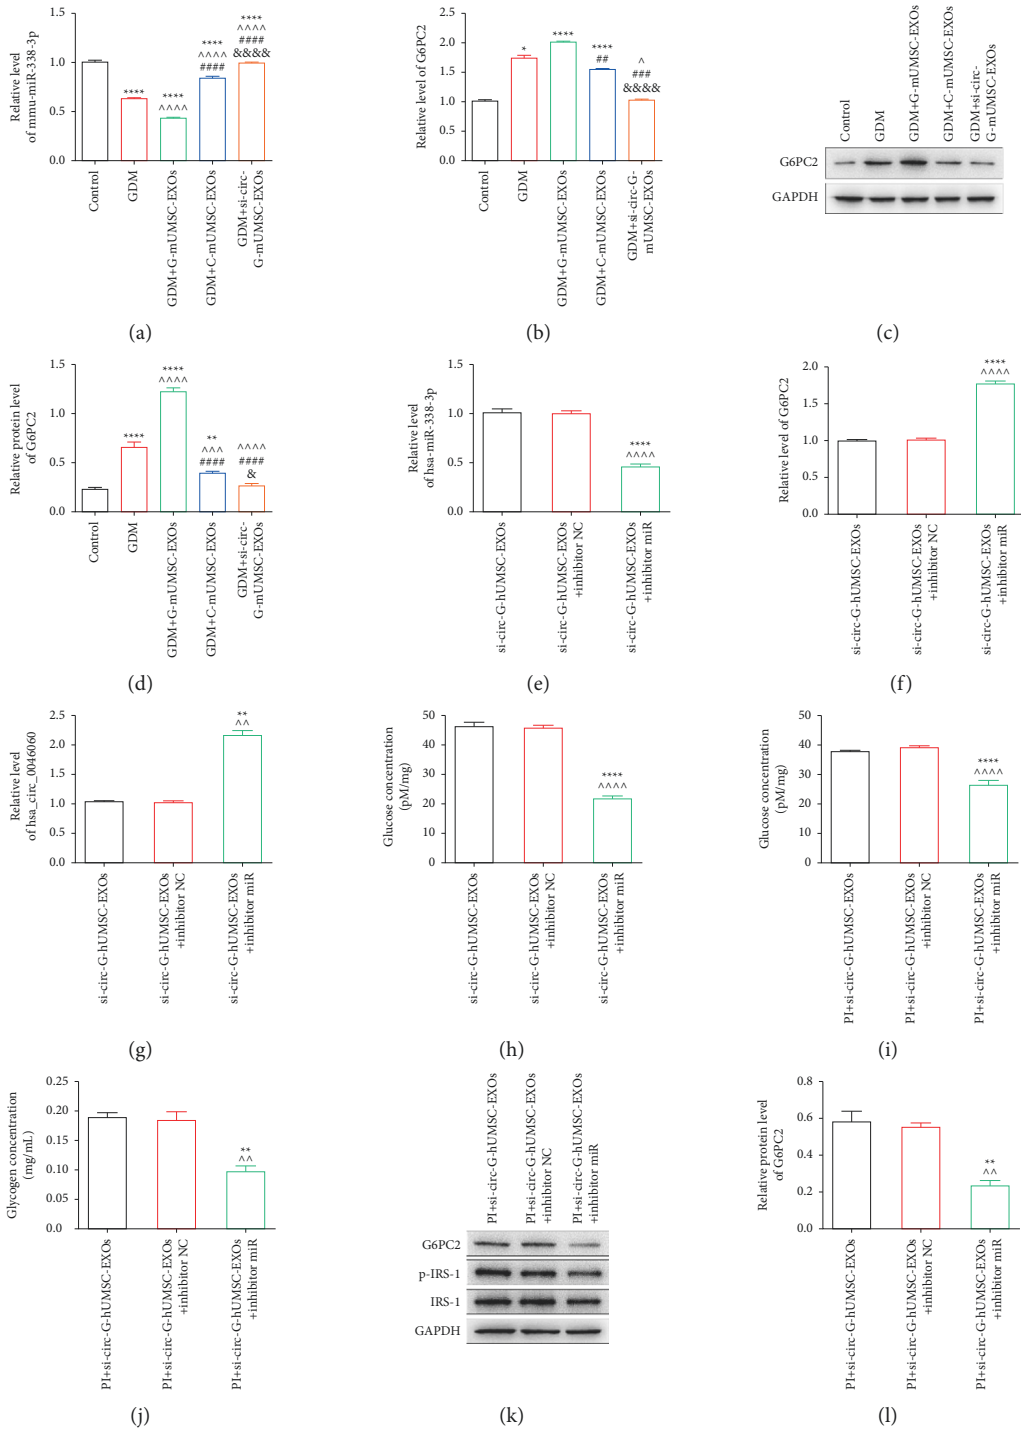 Relative level
of mmu-miR-338-3p
1.5
1.0
0.5
0.0
****
****
^^^^
****
^^^^
####
****
^^^^
####
&&&&
Control
GDM
GDM+G-mUMSC-EXOs
GDM+C-mUMSC-EXOs
GDM+si-circ-
G-mUMSC-EXOs
(a)
Relative level of G6PC2
2.5
2.0
1.5
1.0
0.5
0.0
*
****
****
##
^
###
&&&&
Control
GDM
GDM+G-mUMSC-EXOs
GDM+C-mUMSC-EXOs
GDM+si-circ-G-
mUMSC-EXOs
(b)
Control
GDM
GDM+G-mUMSC-EXOs
GDM+C-mUMSC-EXOs
GDM+si-circ-
G-mUMSC-EXOs
G6PC2
GAPDH
(c)
Relative protein level
of G6PC2
1.5
1.0
0.5
0.0
****
****
^^^^
**
^^^
####
^^^^
####
&
Control
GDM
GDM+G-mUMSC-EXOs
GDM+C-mUMSC-EXOs
GDM+si-circ-
G-mUMSC-EXOs
(d)
Relative level
of hsa-miR-338-3p
1.5
1.0
0.5
0.0
****
^^^^
si-circ-G-hUMSC-EXOs
si-circ-G-hUMSC-EXOs
+inhibitor NC
si-circ-G-hUMSC-EXOs
+inhibitor miR
(e)
Relative level of G6PC2
2.0
1.5
1.0
0.5
0.0
****
^^^^
si-circ-G-hUMSC-EXOs
si-circ-G-hUMSC-EXOs
+inhibitor NC
si-circ-G-hUMSC-EXOs
+inhibitor miR
(f)
Relative level
of hsa_circ_0046060
2.5
2.0
1.5
1.0
0.5
0.0
**
^^
si-circ-G-hUMSC-EXOs
si-circ-G-hUMSC-EXOs
+inhibitor NC
si-circ-G-hUMSC-EXOs
+inhibitor miR
(g)
Glucose concentration
(pM/mg)
50
40
30
20
10
0
****
^^^^
si-circ-G-hUMSC-EXOs
si-circ-G-hUMSC-EXOs
+inhibitor NC
si-circ-G-hUMSC-EXOs
+inhibitor miR
(h)
Glucose concentration
(pM/mg)
50
40
30
20
10
0
****
^^^^
PI+si-circ-G-hUMSC-EXOs
PI+si-circ-G-hUMSC-EXOs
+inhibitor NC
PI+si-circ-G-hUMSC-EXOs
+inhibitor miR
(i)
Glycogen concentration
(mg/mL)
0.25
0.20
0.15
0.10
0.05
0.00
**
^^
PI+si-circ-G-hUMSC-EXOs
PI+si-circ-G-hUMSC-EXOs
+inhibitor NC
PI+si-circ-G-hUMSC-EXOs
+inhibitor miR
(j)
PI+si-circ-G-hUMSC-EXOs
PI+si-circ-G-hUMSC-EXOs
+inhibitor NC
PI+si-circ-G-hUMSC-EXOs
+inhibitor miR
G6PC2
p-IRS-1
IRS-1
GAPDH
(k)
Relative protein level
of G6PC2
0.8
0.6
0.4
0.2
0.0
**
^^
PI+si-circ-G-hUMSC-EXOs
PI+si-circ-G-hUMSC-EXOs
+inhibitor NC
PI+si-circ-G-hUMSC-EXOs
+inhibitor miR
(l)